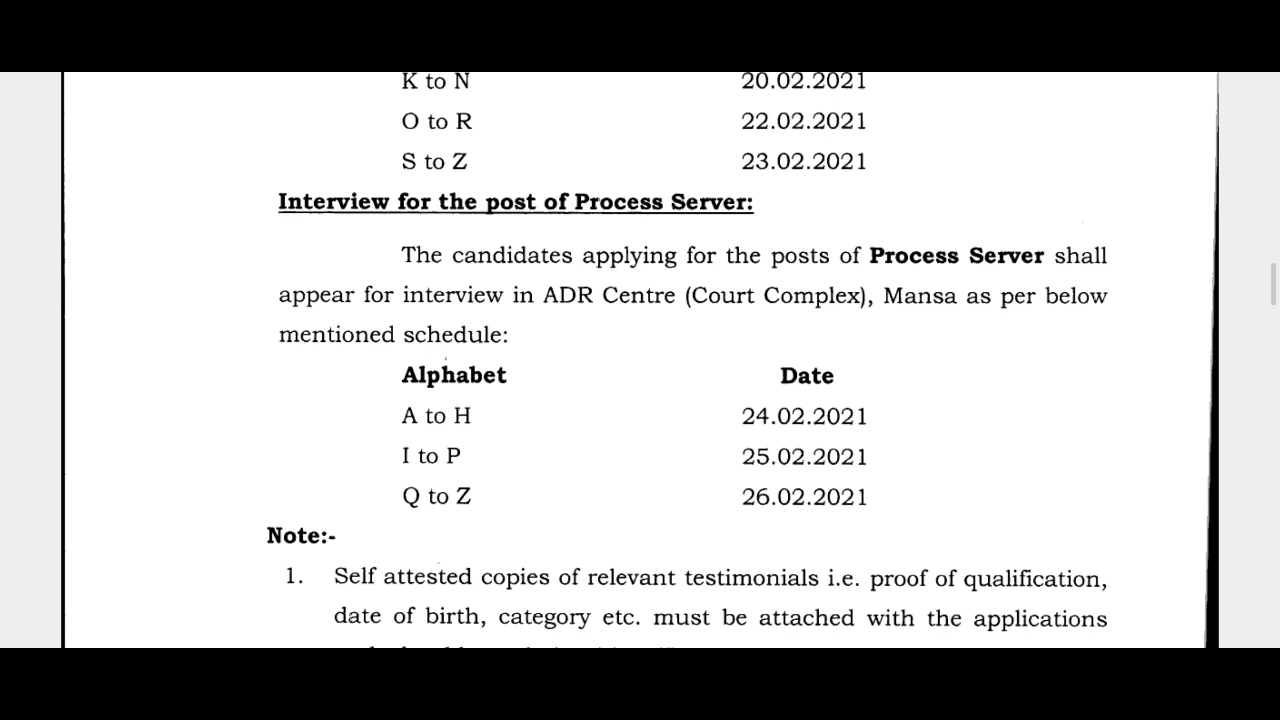 K to N 20.02.2021
O to R 22.02.2021
S to Z 23.02.2021
Interview for the post of Process Server:
The candidates applying for the posts of Process Server shall
appear for interview in ADR Centre (Court Complex), Mansa as per below
mentioned schedule:
Alphabet Date
A to H 24.02.2021
I to P 25.02.2021
Q to Z 26.02.2021
Note:-
1. Self attested copies of relevant testimonials i.e. proof of qualification,
date of birth, category etc. must be attached with the applications